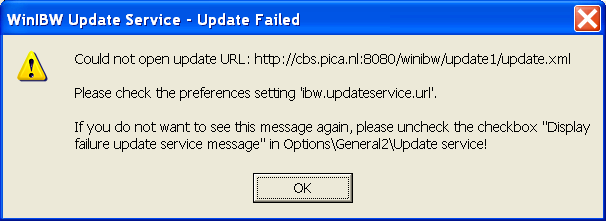 WinIBW Update Service - Update Failed
Could not open update URL: http://cbs.pica.nl:8080/winibw/update1/update.xml
Please check the preferences setting 'ibw.updateservice.url'.
If you do not want to see this message again, please uncheck the checkbox "Display
failure update service message" in Options\General2\Update service!
OK